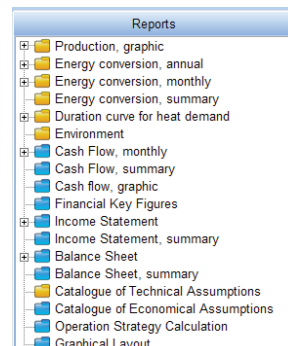 Reports
Production, graphic
Energy conversion, annual
Energy conversion, monthly
Energy conversion, summary
Duration curve for heat demand
Environment
Cash Flow, monthly
Cash Flow, summary
Cash flow, graphic
Financial Key Figures
Income Statement
Income Statement, summary
Balance Sheet
Balance Sheet, summary
Catalogue of Technical Assumptions
Catalogue of Economical Assumptions
Operation Strategy Calculation
Graphical Layout